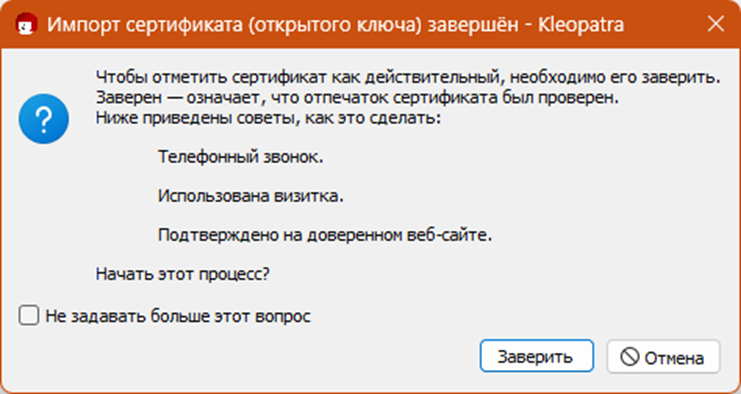 Импорт сертификата (открытого ключа) завершён - Kleopatra
Чтобы отметить сертификат как действительный, необходимо его заверить.
Заверен — означает, что отпечаток сертификата был проверен.
Ниже приведены советы, как это сделать:
Телефонный звонок.
Использована визитка.
Подтверждено на доверенном веб-сайте.
Начать этот процесс?
Не задавать больше этот вопрос
Заверить
Отмена